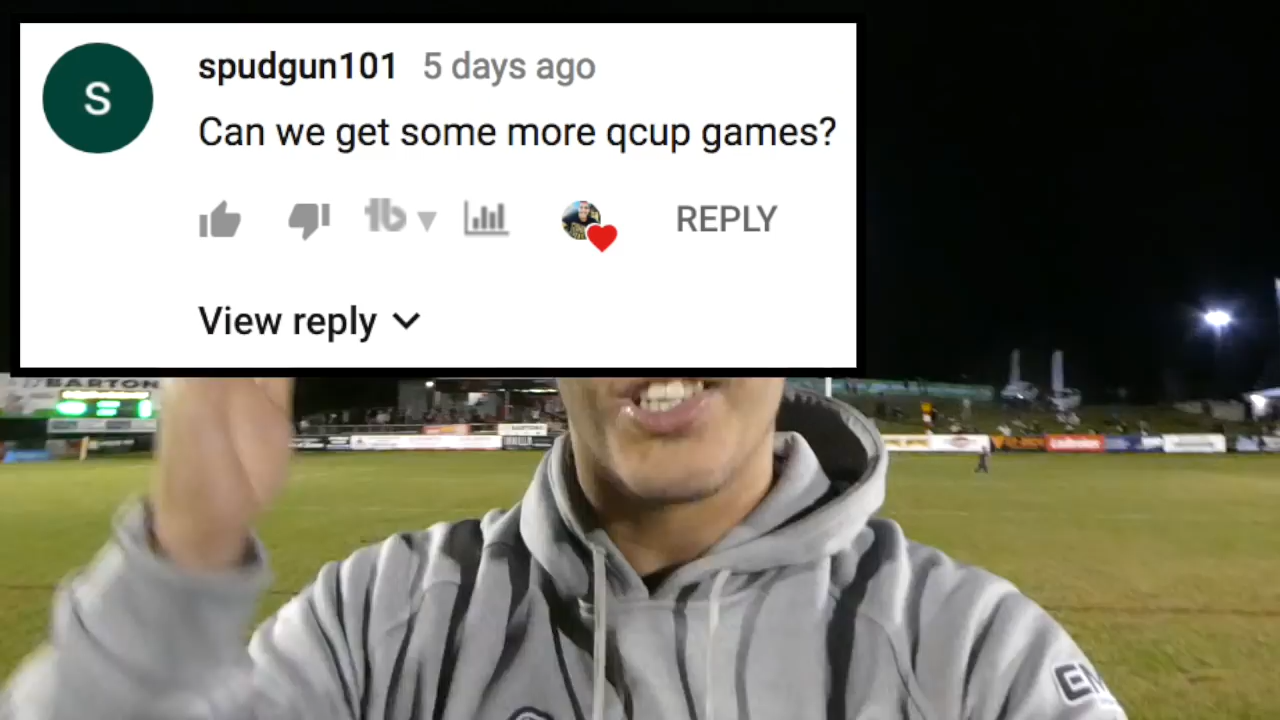 spudgun101 5 days ago
Can we get some more qcup games?
REPLY
View reply
S
BARTON